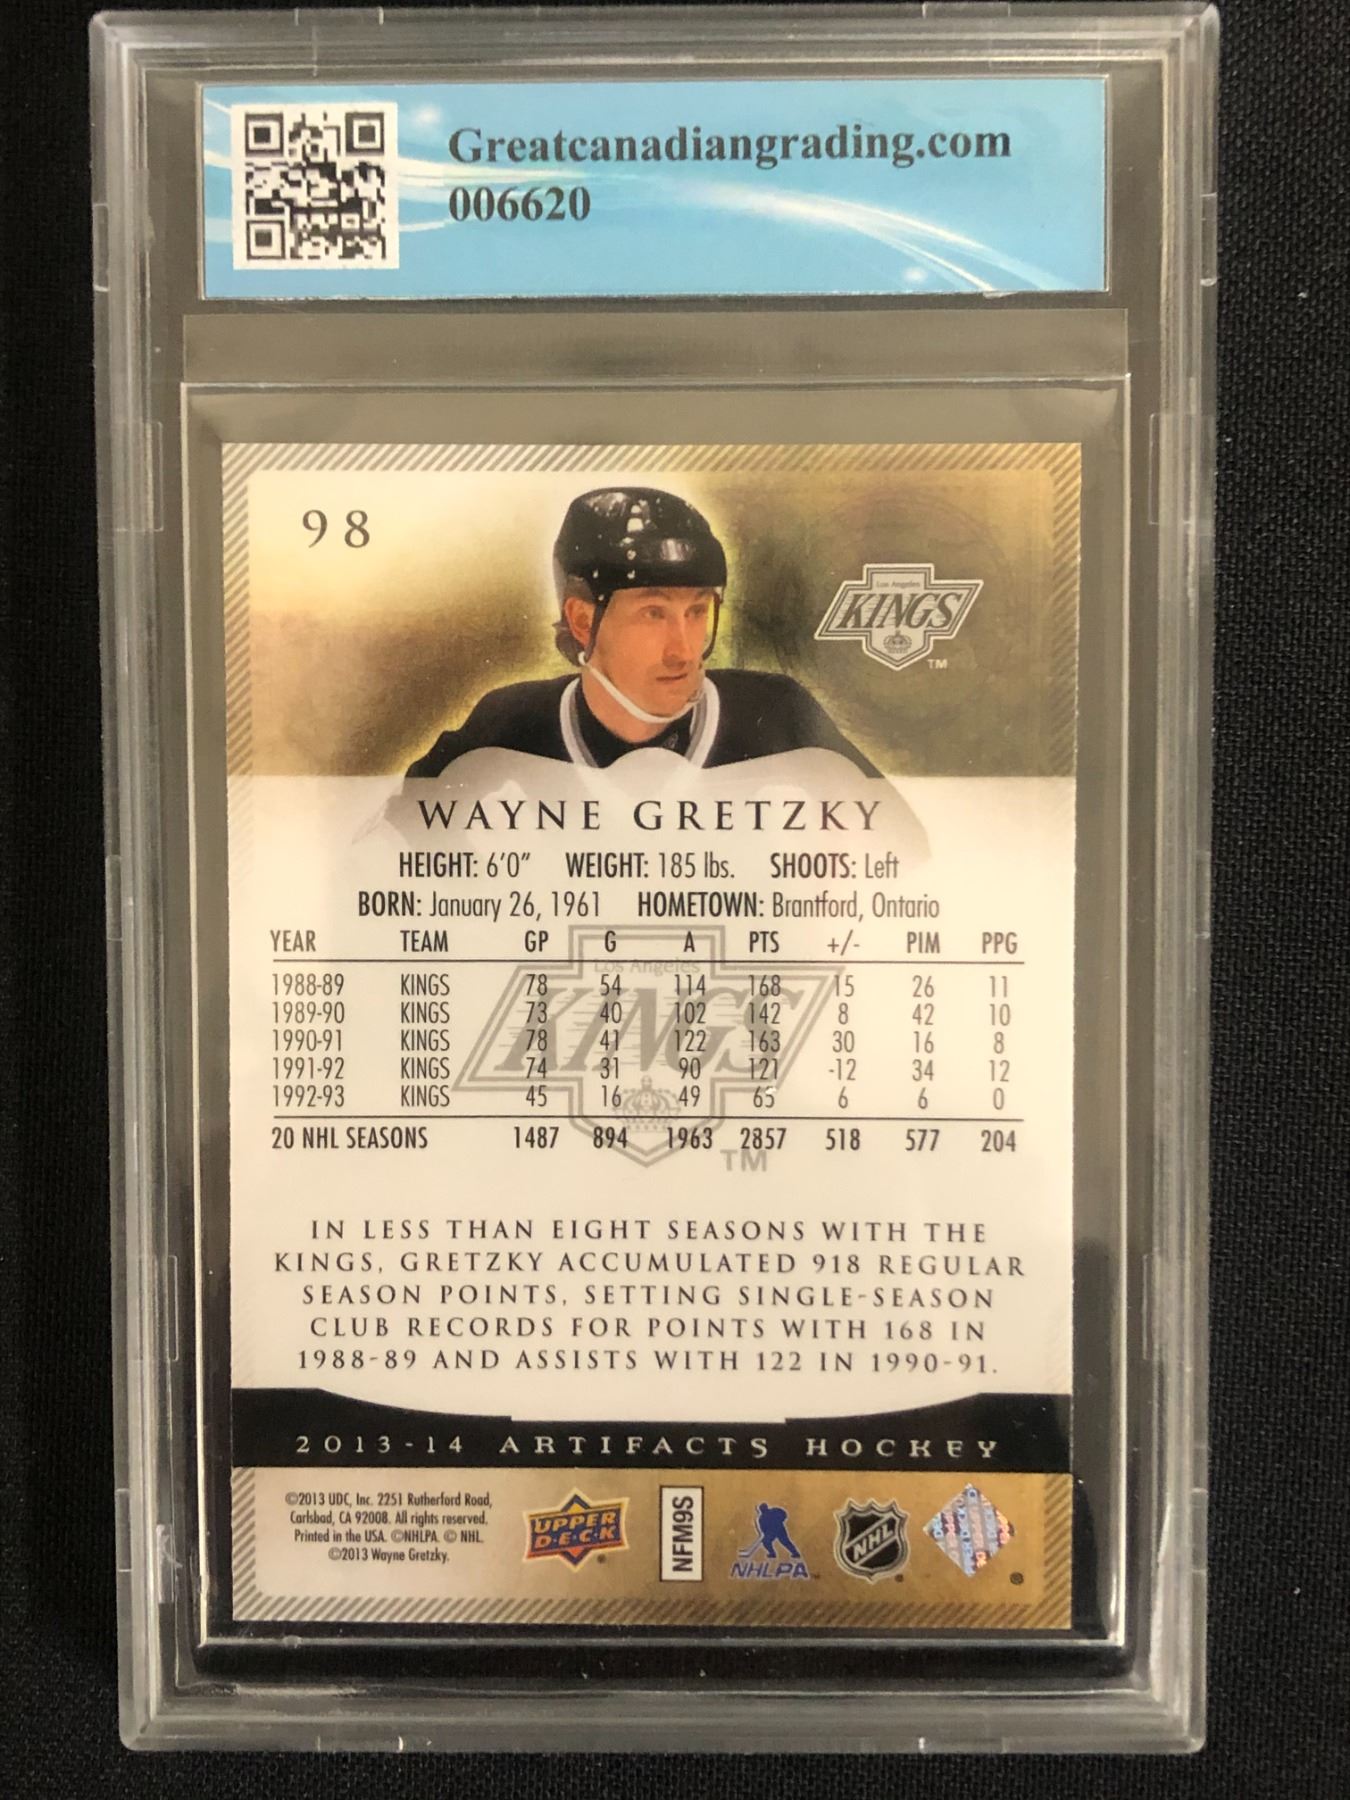 Greatcanadiangrading.com
006620
98
Los Angeles
KINGS
TM
WAYNE GRETZKY
HEIGHT: 6'0" WEIGHT: 185 lbs. SHOOTS: Left
BORN: January 26, 1961 HOMETOWN: Brantford, Ontario
YEAR TEAM GP G A PTS +/- PIM PPG
Los Angeles
KINGS
1988-89 KINGS 78 54 114 168 15 26 11
1989-90 KINGS 73 40 102 142 8 42 10
1990-91 KINGS 78 41 122 163 30 16 8
1991-92 KINGS 74 31 90 121 -12 34 12
1992-93 KINGS 45 16 49 65 6 6 0
20 NHL SEASONS 1487 894 1963 2857 518 577 204
TM
IN LESS THAN EIGHT SEASONS WITH THE
KINGS, GRETZKY ACCUMULATED 918 REGULAR
SEASON POINTS, SETTING SINGLE-SEASON
CLUB RECORDS FOR POINTS WITH 168 IN
1988-89 AND ASSISTS WITH 122 IN 1990-91.
2013-14 ARTIFACTS HOCKEY
©2013 UDC, Inc. 2251 Rutherford Road,
Carlsbad, CA 92008. All rights reserved.
Printed in the USA. ©NHLPA. © NHL.
©2013 Wayne Gretzky.
UPPER
D·E·C·K
®
NFM9S
NHLPA
NHL
®
®